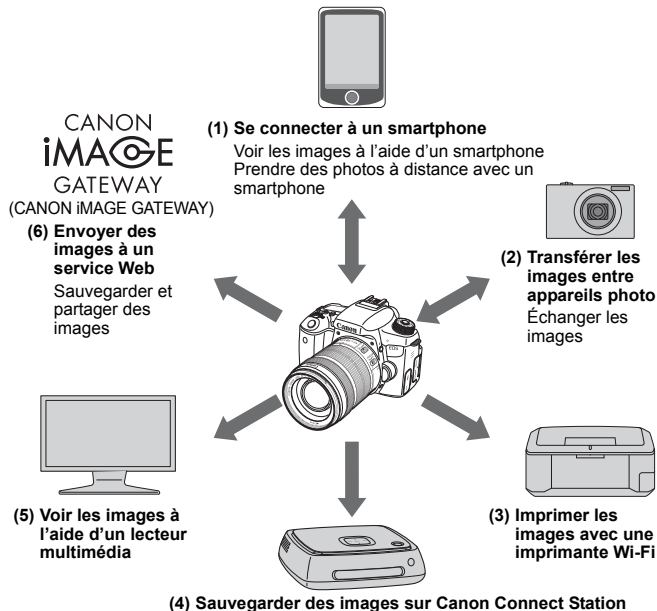 (1) Se connecter à un smartphone
Voir les images à l'aide d'un smartphone
Prendre des photos à distance avec un
smartphone
CANON
iMAGE
GATEWAY
(CANON iMAGE GATEWAY)
(6) Envoyer des
images à un
service Web
Sauvegarder et
partager des
images
(2) Transférer les
images entre
appareils photo
Échanger les
images
Canon
EOS
(5) Voir les images à
l'aide d'un lecteur
multimédia
(3) Imprimer les
images avec une
imprimante Wi-Fi
(4) Sauvegarder des images sur Canon Connect Station